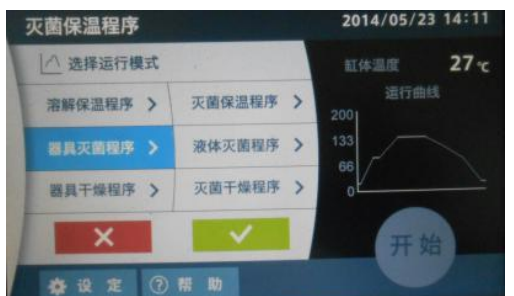 灭菌保温程序
2014/05/23 14:11
选择运行模式
溶解保温程序 >
灭菌保温程序 >
器具灭菌程序 >
液体灭菌程序 >
器具干燥程序 >
灭菌干燥程序 >
设定
? 帮助
缸体温度 27℃
运行曲线
200
133
66
0
开始